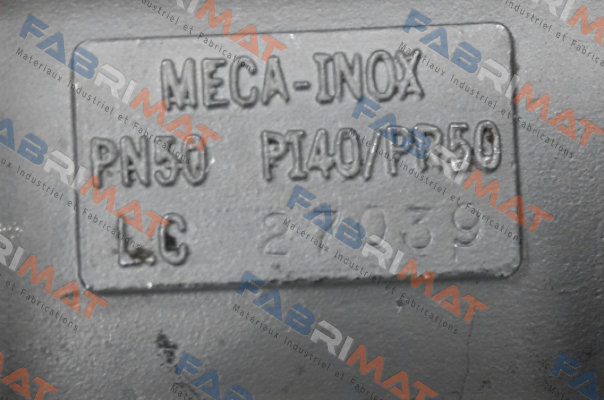 MECA-INOX
PN50 PI40/PR50
LC
FABRIMAT
Materiaux Industriel et Fabrications